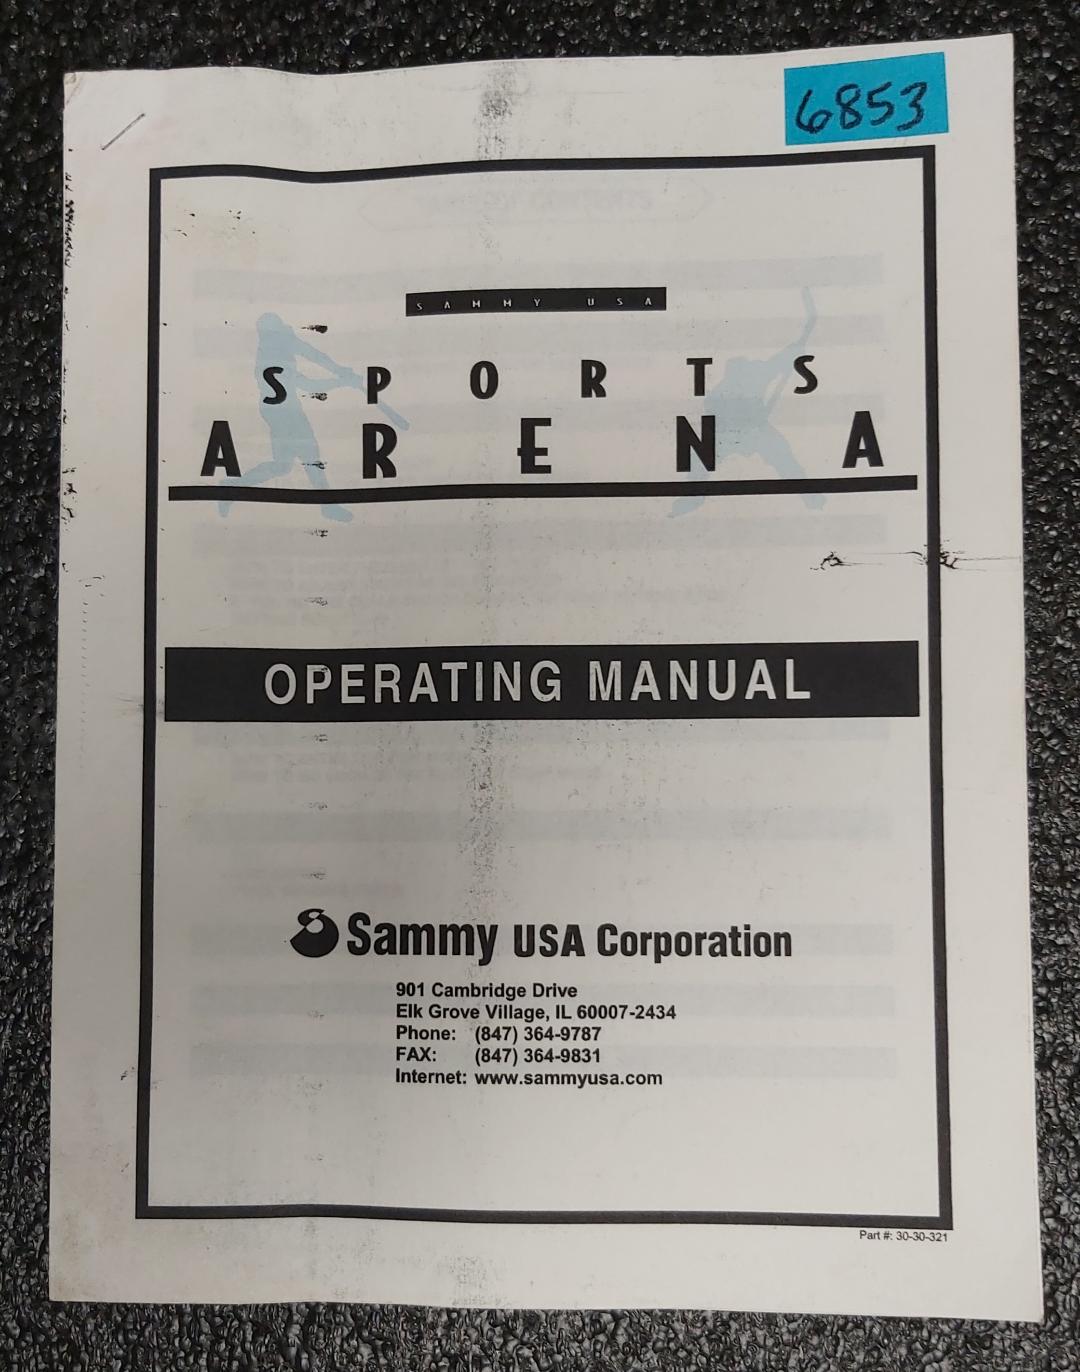 6853
SAMMY USA
SPORTS
ARENA
OPERATING MANUAL
Sammy USA Corporation
901 Cambridge Drive
Elk Grove Village, IL 60007-2434
Phone: (847) 364-9787
FAX: (847) 364-9831
Internet: www.sammyusa.com
Part #: 30-30-321